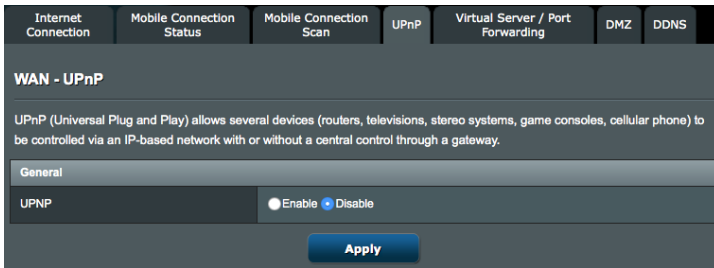 Internet Connection
Mobile Connection Status
Mobile Connection Scan
UPnP
Virtual Server / Port Forwarding
DMZ
DDNS
WAN - UPnP
UPnP (Universal Plug and Play) allows several devices (routers, televisions, stereo systems, game consoles, cellular phone) to
be controlled via an IP-based network with or without a central control through a gateway.
General
UPNP
Enable Disable
Apply